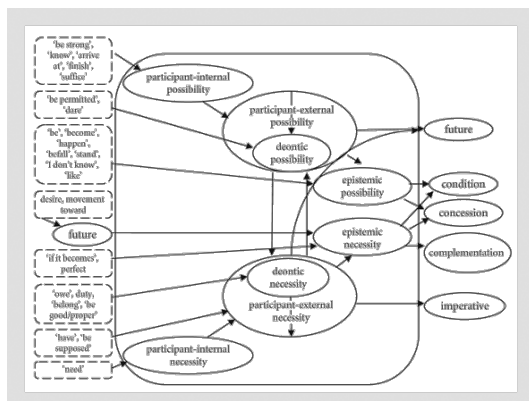 'be strong',
'know', 'arrive
at', 'finish',
'suffice'
'be permitted',
'dare'
'be', 'become',
'happen',
'befall', 'stand',
'I don't know',
'like'
desire, movement
toward
future
'if it becomes',
perfect
'owe', duty,
'belong', 'be
good/proper'
'have', 'be
supposed'
'need'
participant-internal
possibility
participant-external
possibility
deontic
possibility
epistemic
possibility
epistemic
necessity
deontic
necessity
participant-external
necessity
participant-internal
necessity
future
condition
concession
complementation
imperative